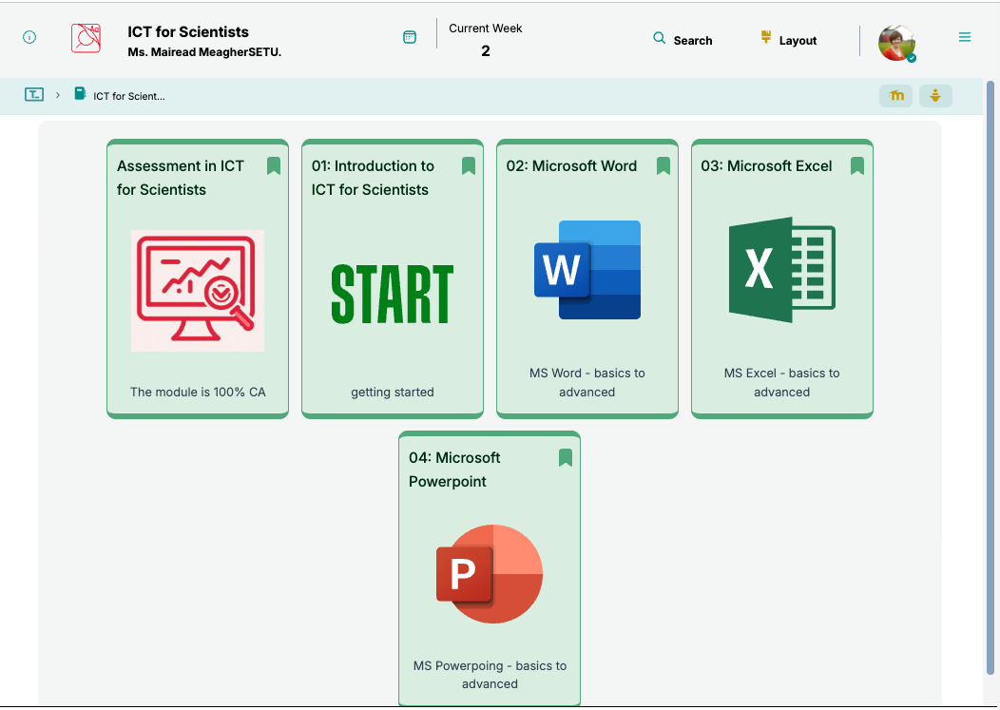 ICT for Scientists
Ms. Mairead MeagherSETU.
Current Week
2
Search
Layout
ICT for Scient...
Assessment in ICT
for Scientists
The module is 100% CA
01: Introduction to
ICT for Scientists
START
getting started
02: Microsoft Word
W
MS Word - basics to
advanced
03: Microsoft Excel
X
MS Excel - basics to
advanced
04: Microsoft
Powerpoint
P
MS Powerpoing - basics to
advanced